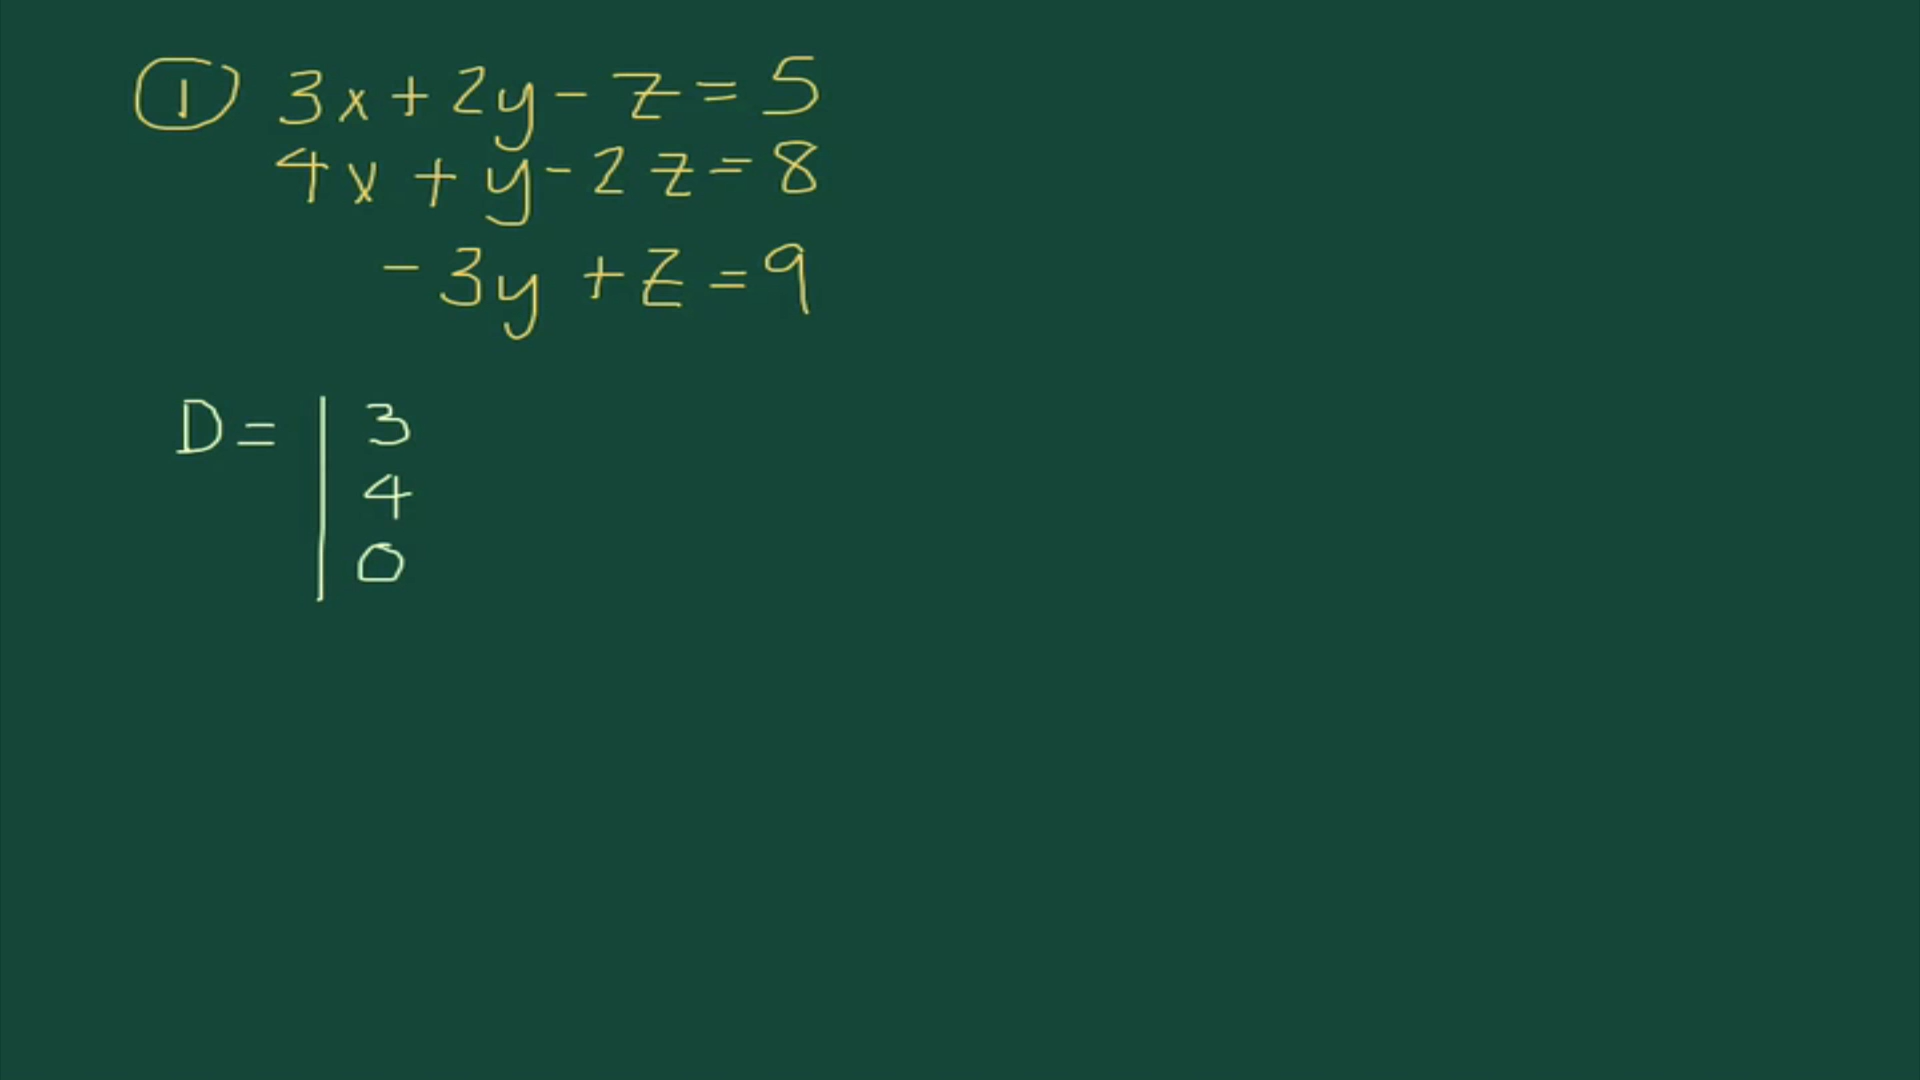 ① 3x + 2y - z = 5
4x + y - 2z = 8
-3y + z = 9
D = | 3
4
0